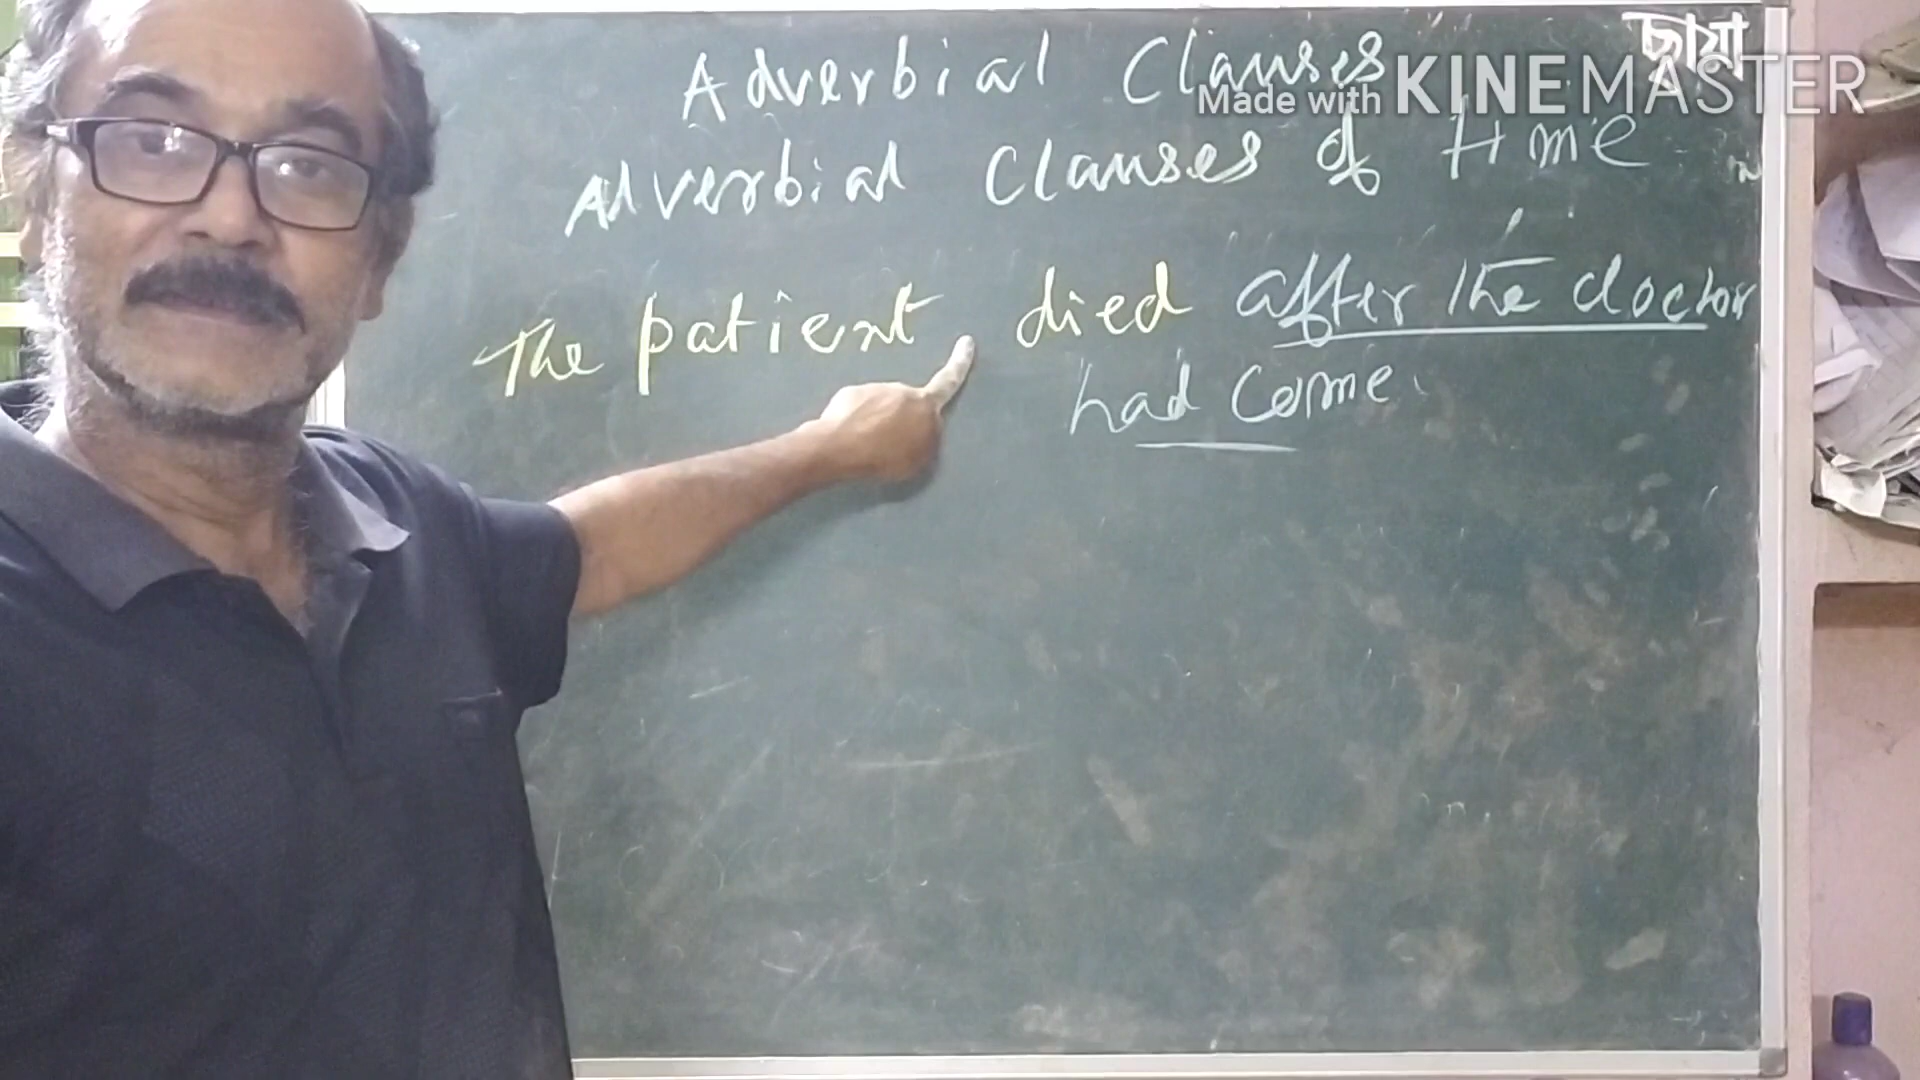 ছায়া
Adverbial Clauses
Made with KINEMASTER
Adverbial Clauses of time
The patient died after the doctor
had come.